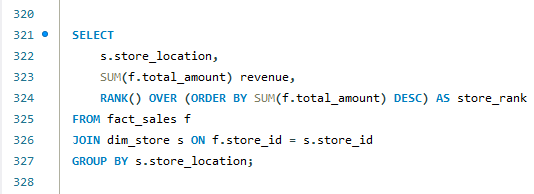 320
321 SELECT
322 s.store_location,
323 SUM(f.total_amount) revenue,
324 RANK() OVER (ORDER BY SUM(f.total_amount) DESC) AS store_rank
325 FROM fact_sales f
326 JOIN dim_store s ON f.store_id = s.store_id
327 GROUP BY s.store_location;
328